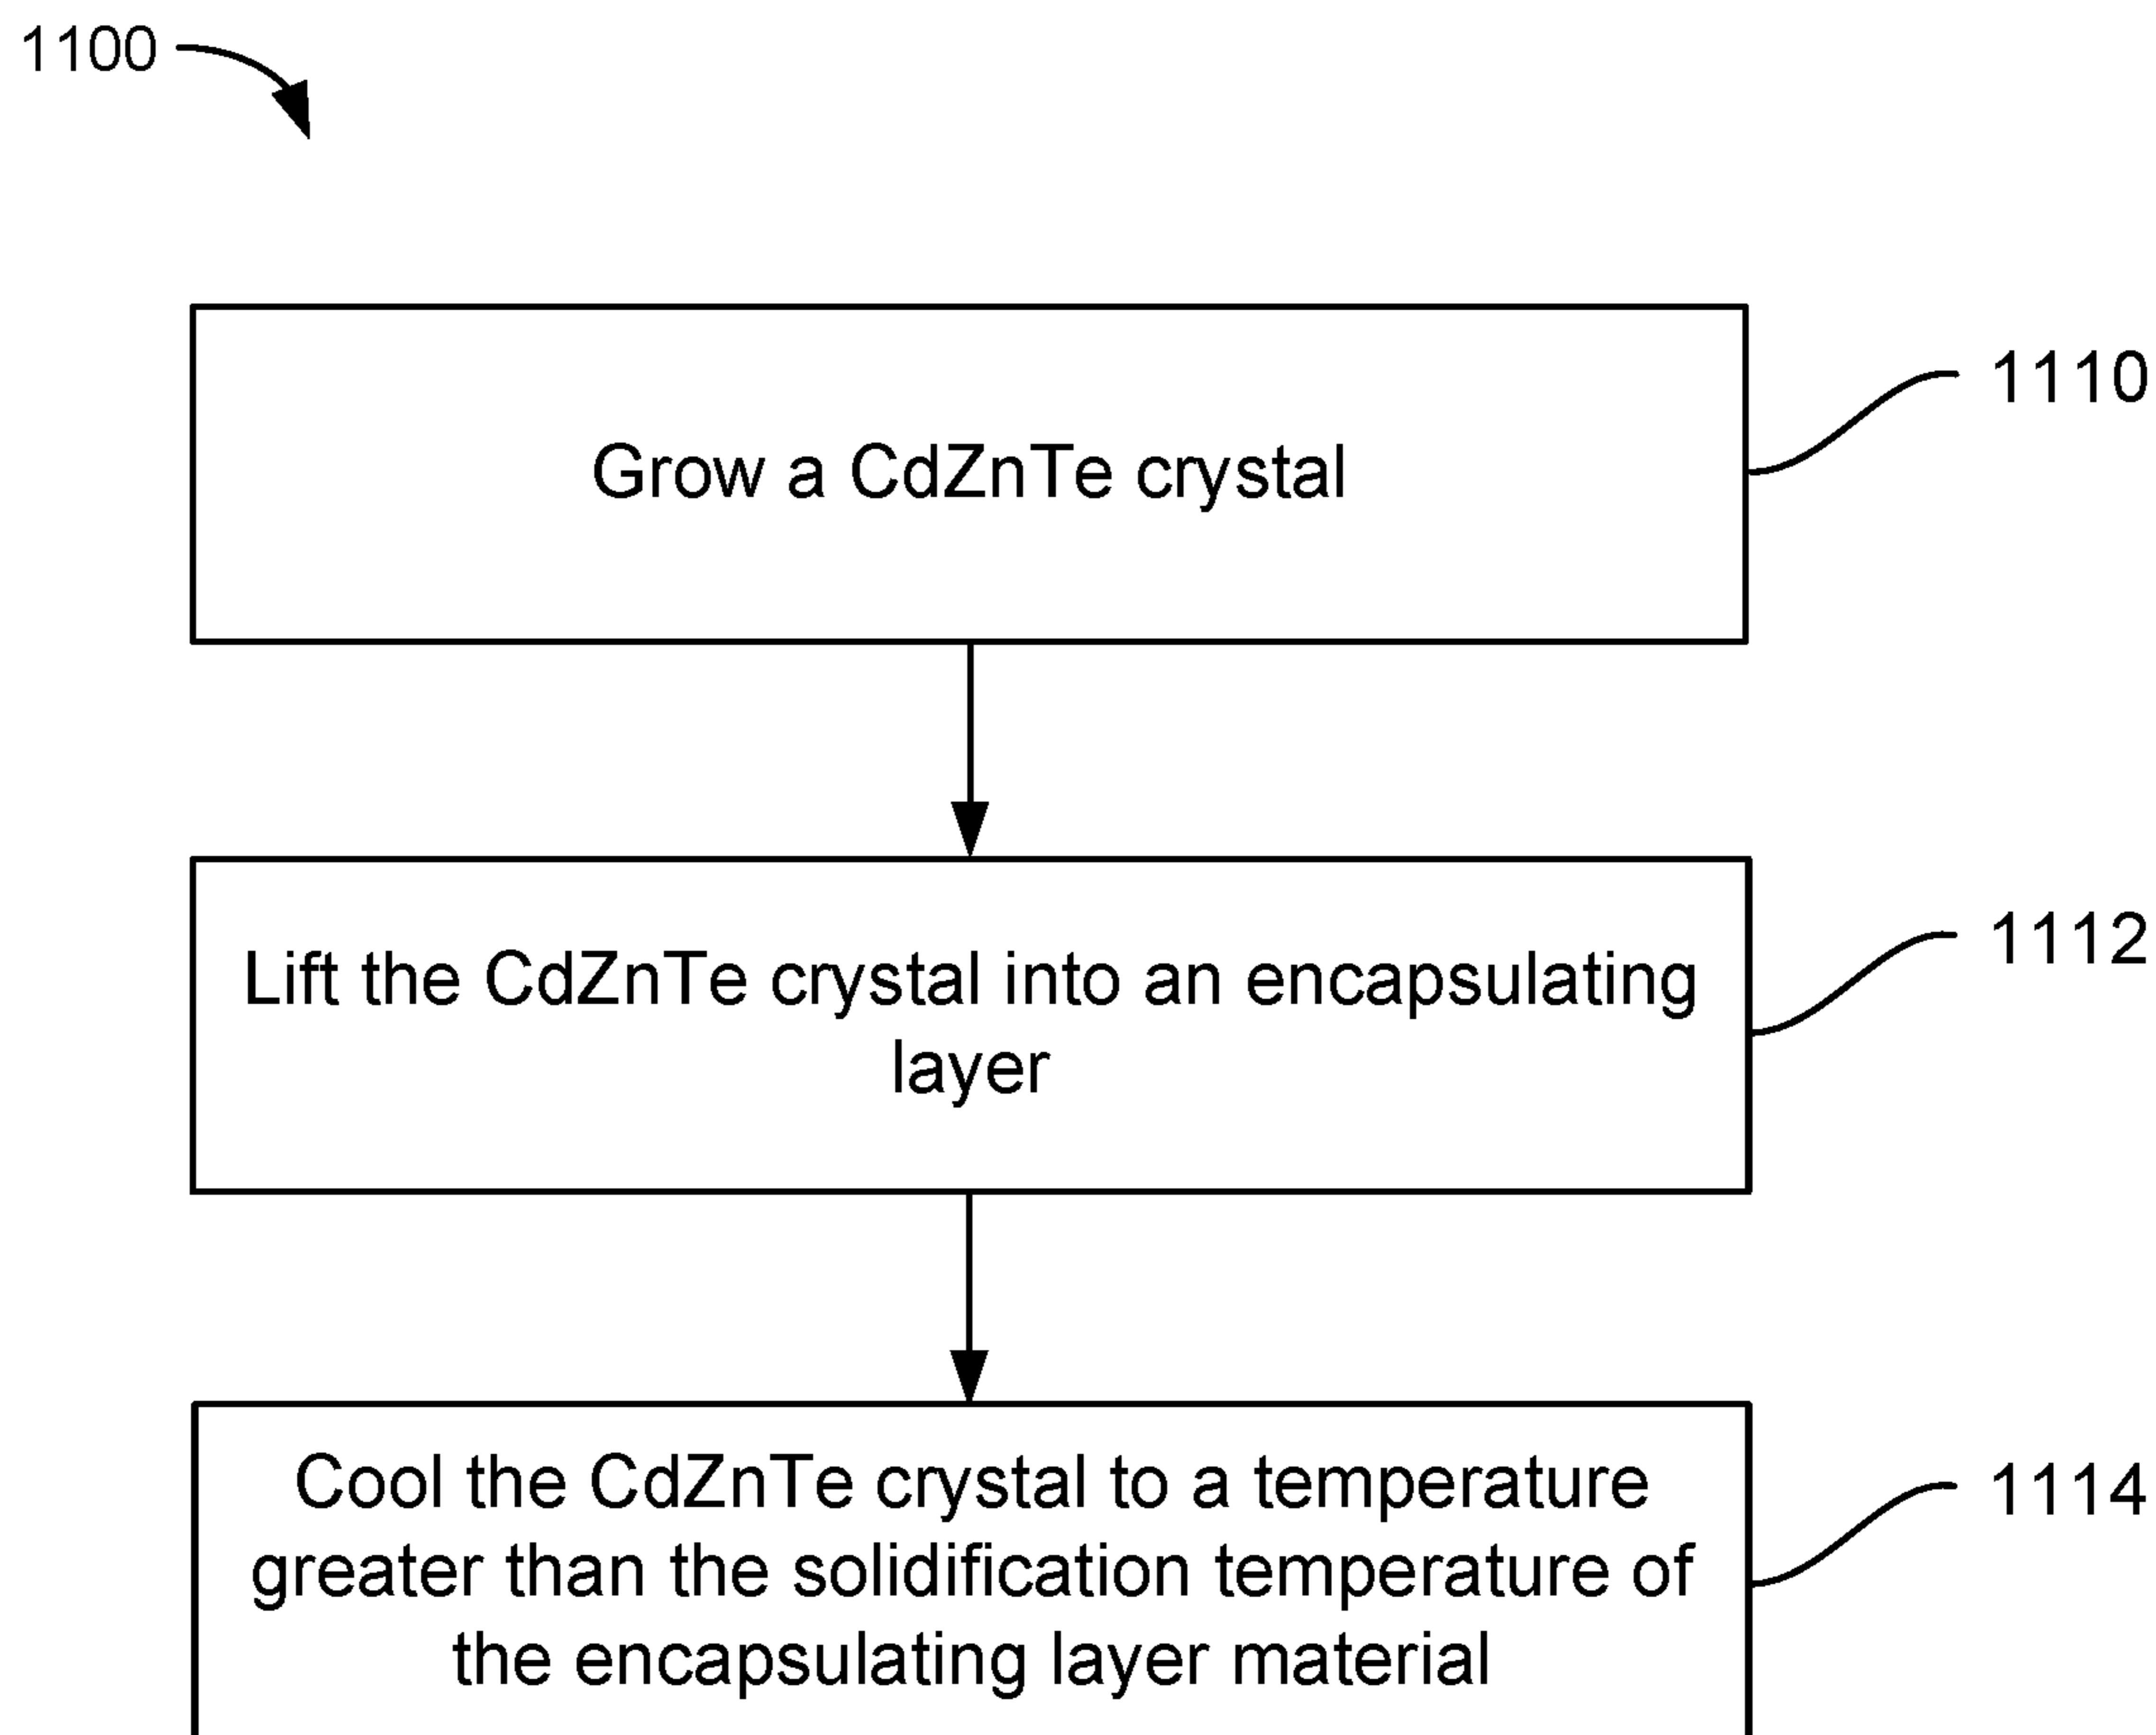 1100
Grow a CdZnTe crystal
1110
Lift the CdZnTe crystal into an encapsulating
layer
1112
Cool the CdZnTe crystal to a temperature
greater than the solidification temperature of
the encapsulating layer material
1114